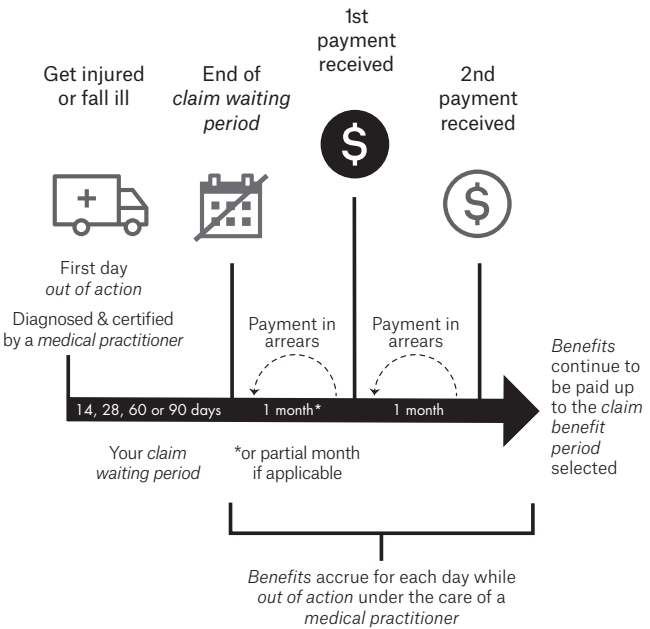 1st
payment
received
Get injured
or fall ill
End of
claim waiting
period
2nd
payment
received
$
+
$
First day
out of action
Diagnosed & certified
by a medical practitioner
Payment in
arrears
Payment in
arrears
Benefits
continue to
be paid up
to the claim
benefit
period
selected
14, 28, 60 or 90 days
1 month*
1 month
Your claim
waiting period
*or partial month
if applicable
Benefits accrue for each day while
out of action under the care of a
medical practitioner